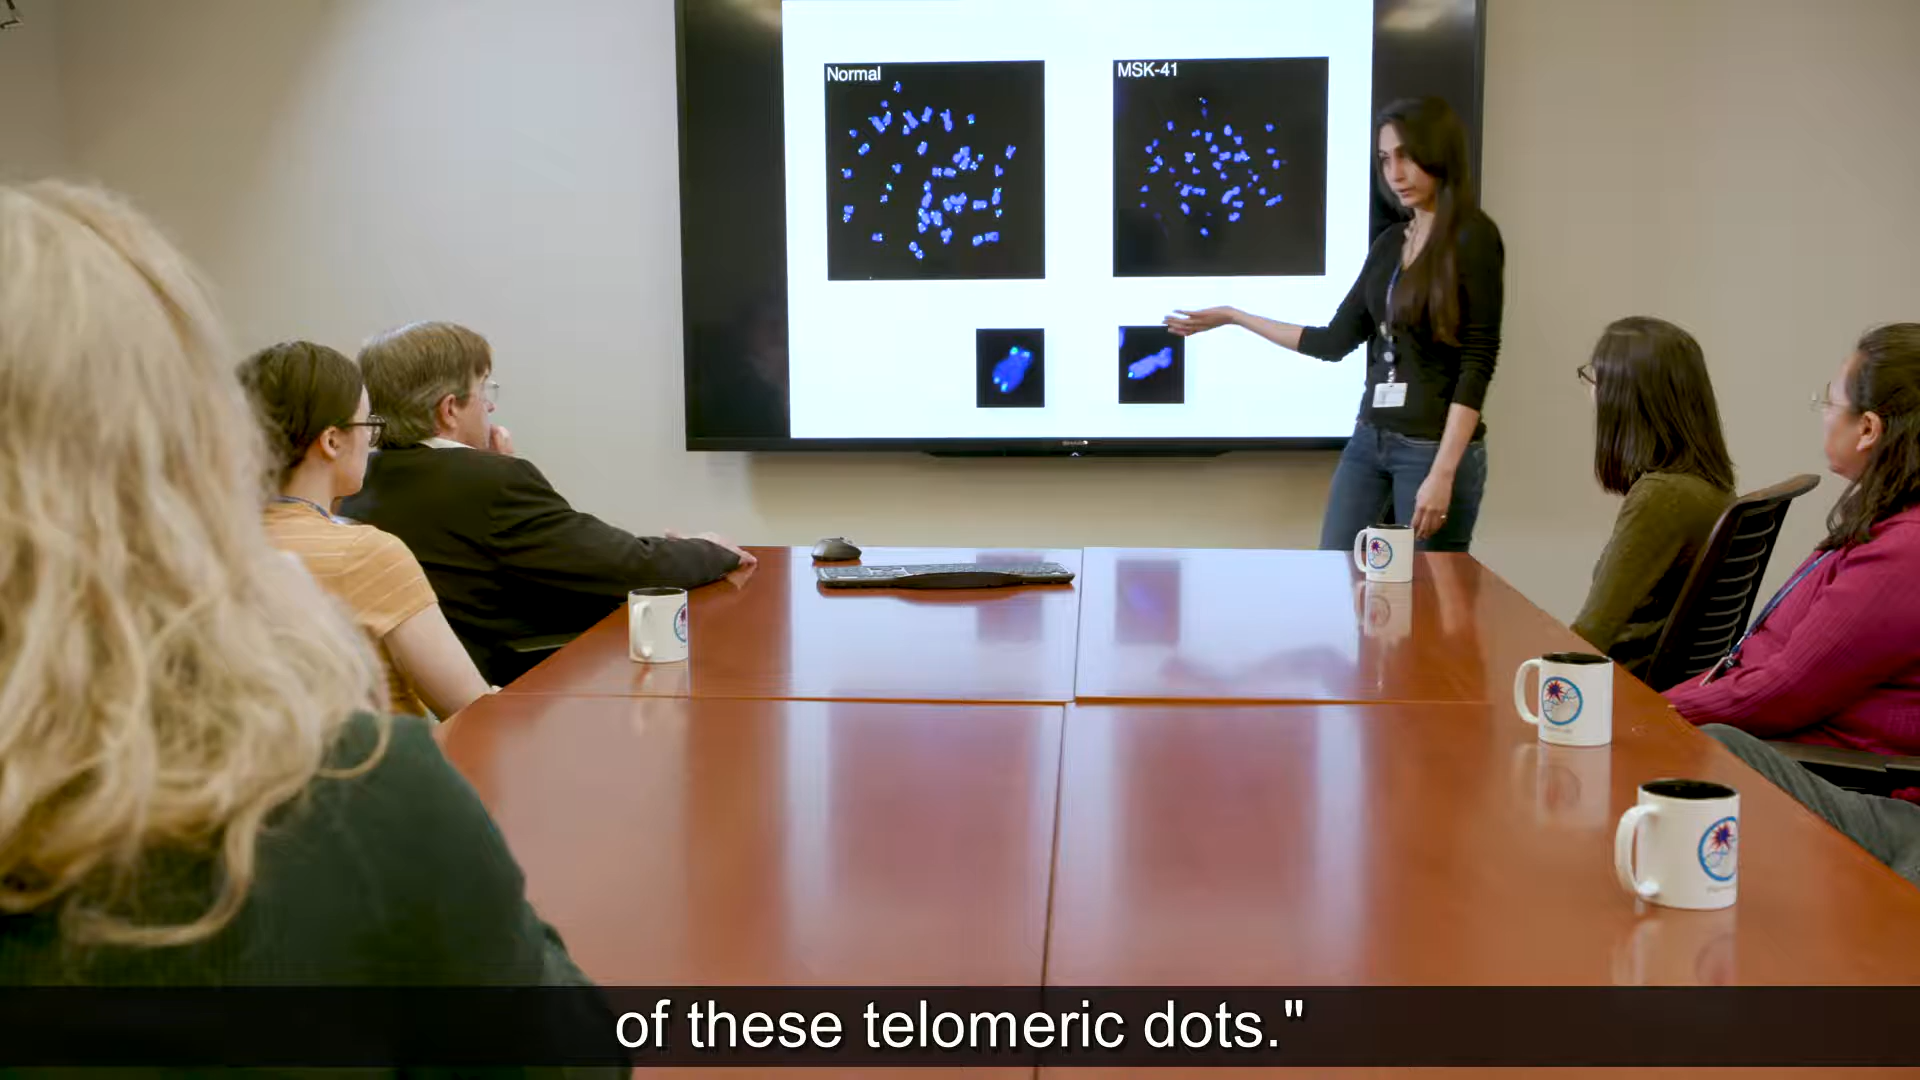 Normal
MSK-41
of these telomeric dots."